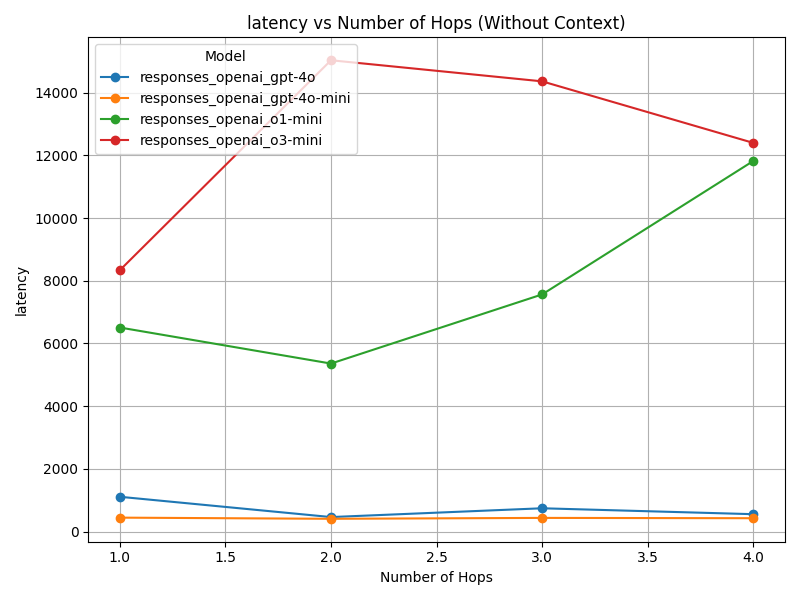 latency vs Number of Hops (Without Context)
Model
responses_openai_gpt-4o
responses_openai_gpt-4o-mini
responses_openai_o1-mini
responses_openai_o3-mini
14000
12000
10000
8000
6000
4000
2000
0
latency
1.0 1.5 2.0 2.5 3.0 3.5 4.0
Number of Hops